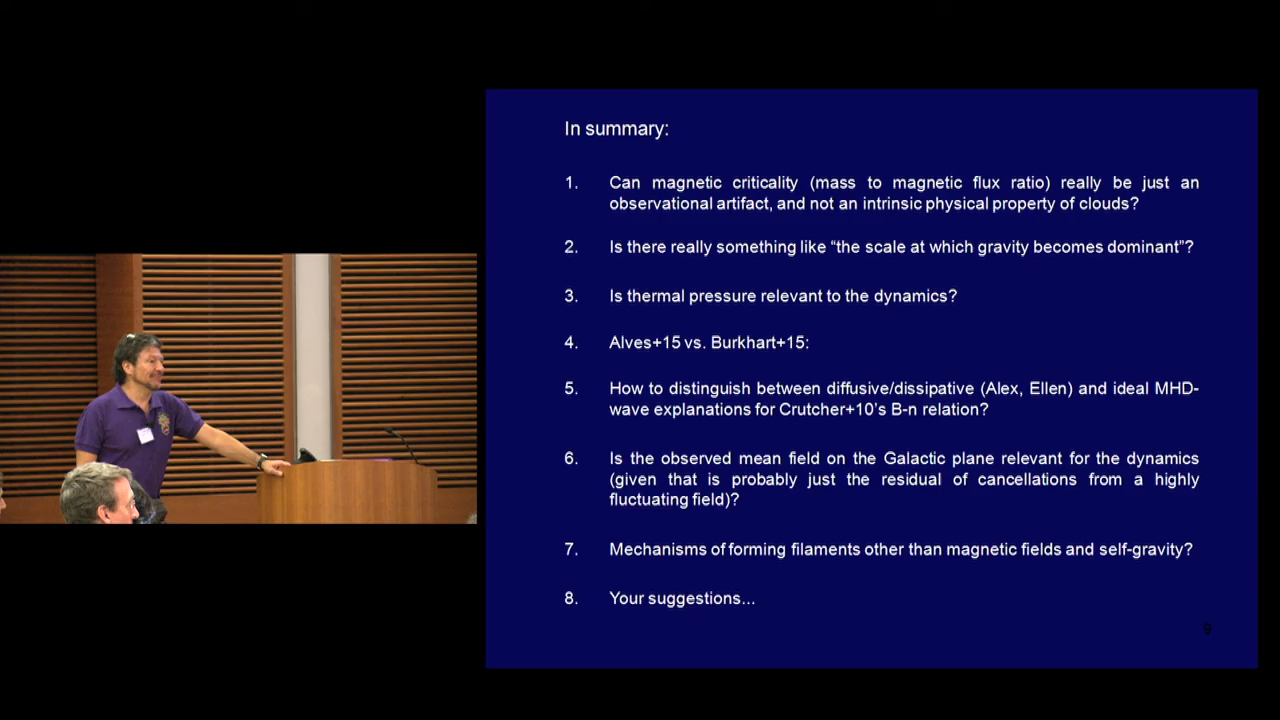 In summary:
1. Can magnetic criticality (mass to magnetic flux ratio) really be just an
observational artifact, and not an intrinsic physical property of clouds?
2. Is there really something like “the scale at which gravity becomes dominant”?
3. Is thermal pressure relevant to the dynamics?
4. Alves+15 vs. Burkhart+15:
5. How to distinguish between diffusive/dissipative (Alex, Ellen) and ideal MHD-
wave explanations for Crutcher+10's B-n relation?
6. Is the observed mean field on the Galactic plane relevant for the dynamics
(given that is probably just the residual of cancellations from a highly
fluctuating field)?
7. Mechanisms of forming filaments other than magnetic fields and self-gravity?
8. Your suggestions...
9